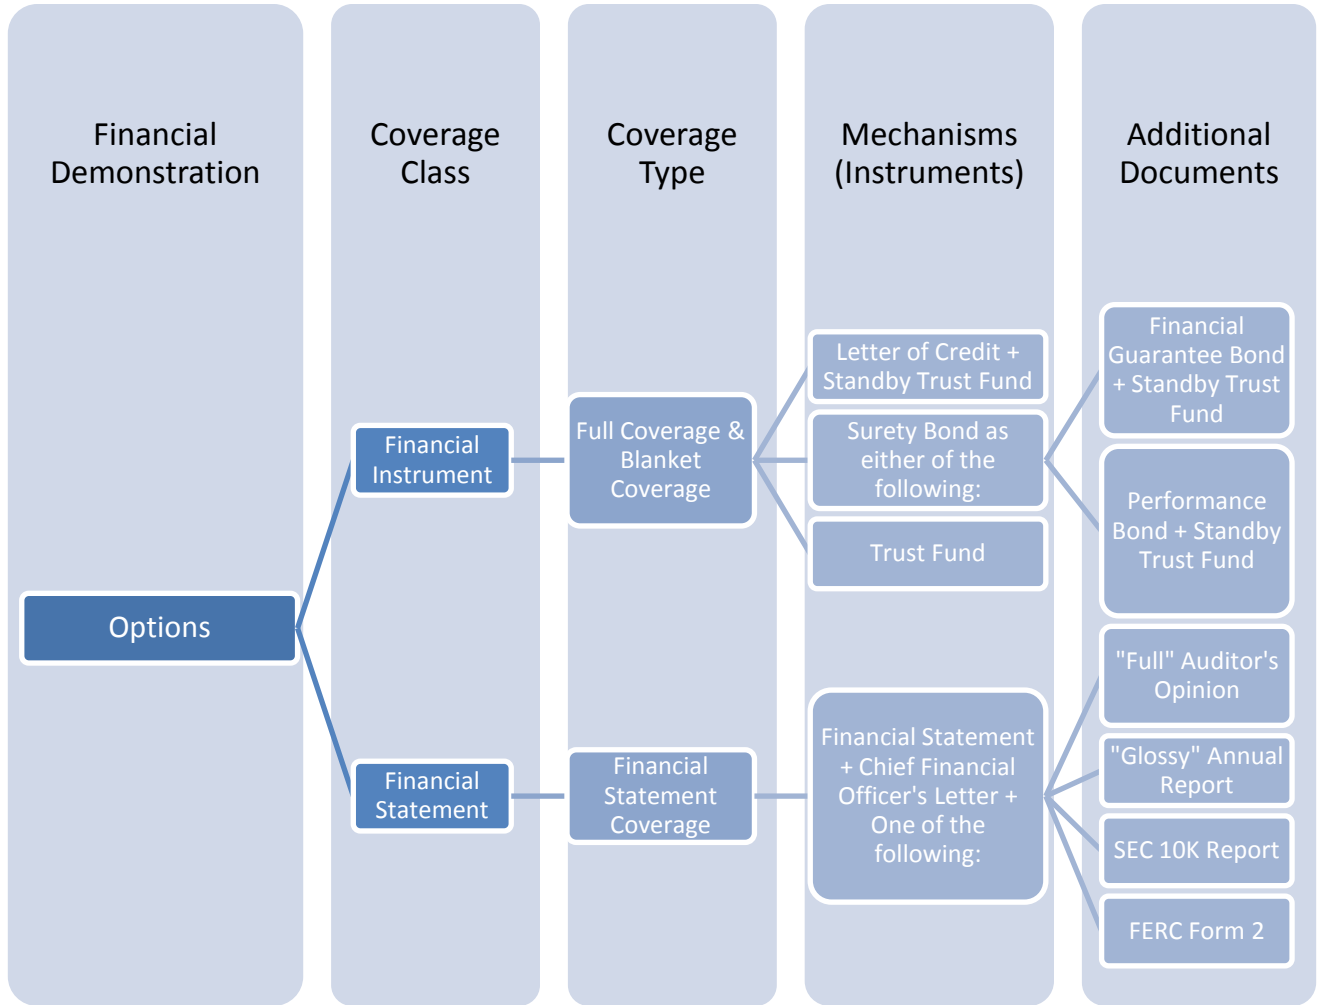 Financial
Demonstration
Coverage
Class
Coverage
Type
Mechanisms
(Instruments)
Additional
Documents
Options
Financial
Instrument
Financial
Statement
Full Coverage &
Blanket
Coverage
Financial
Statement
Coverage
Letter of Credit +
Standby Trust Fund
Surety Bond as
either of the
following:
Trust Fund
Financial Statement
+ Chief Financial
Officer's Letter +
One of the
following:
Financial
Guarantee Bond
+ Standby Trust
Fund
Performance
Bond + Standby
Trust Fund
"Full" Auditor's
Opinion
"Glossy" Annual
Report
SEC 10K Report
FERC Form 2